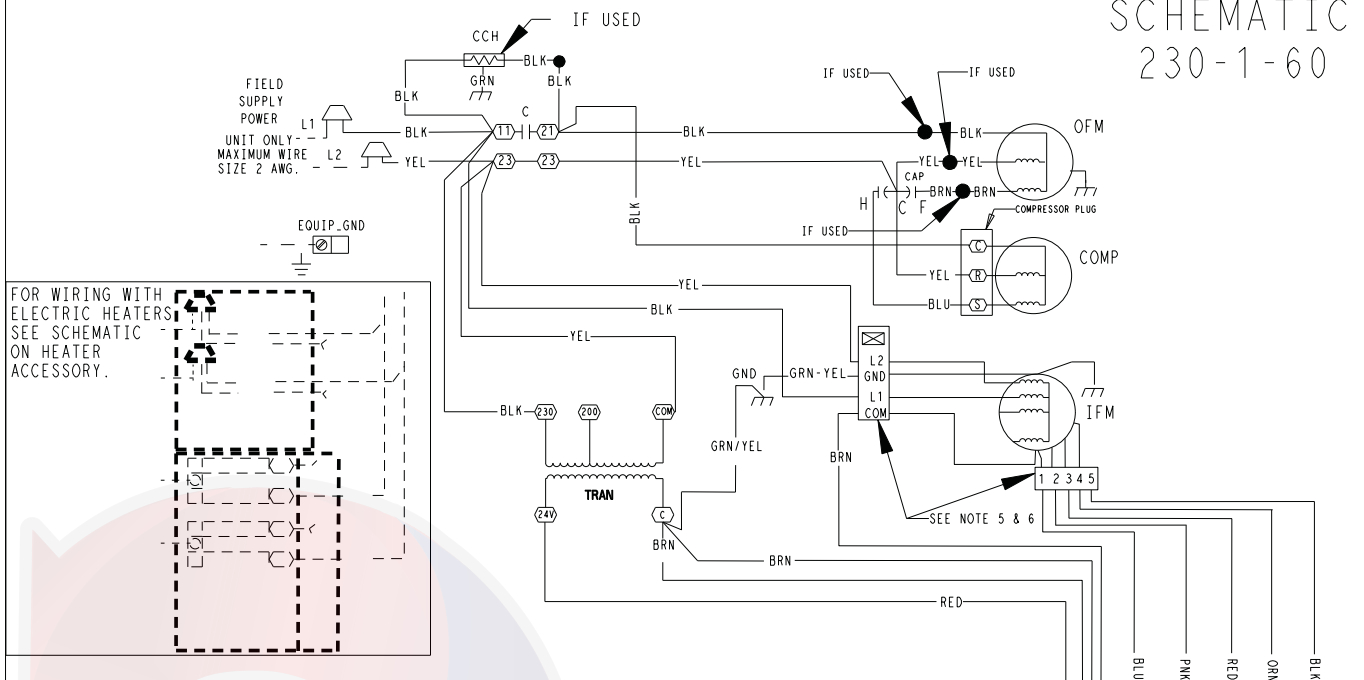 SCHEMATIC
230-1-60
IF USED
CCH
BLK
GRN
BLK
BLK
FIELD
SUPPLY
POWER
L1
UNIT ONLY
MAXIMUM WIRE
SIZE 2 AWG.
L2
BLK
YEL
C
11
21
23
23
BLK
YEL
IF USED
IF USED
BLK
OFM
YEL
YEL
CAP
BRN
BRN
H
C
F
IF USED
COMPRESSOR PLUG
BLK
C
R
S
YEL
BLU
COMP
EQUIP_GND
FOR WIRING WITH
ELECTRIC HEATERS
SEE SCHEMATIC
ON HEATER
ACCESSORY.
YEL
BLK
YEL
L2
GND
L1
COM
GND
GRN-YEL
IFM
BLK
230
200
COM
GRN/YEL
BRN
TRAN
24V
C
BRN
BRN
RED
1 2 3 4 5
SEE NOTE 5 & 6
BLU
PNK
RED
ORN
BLK